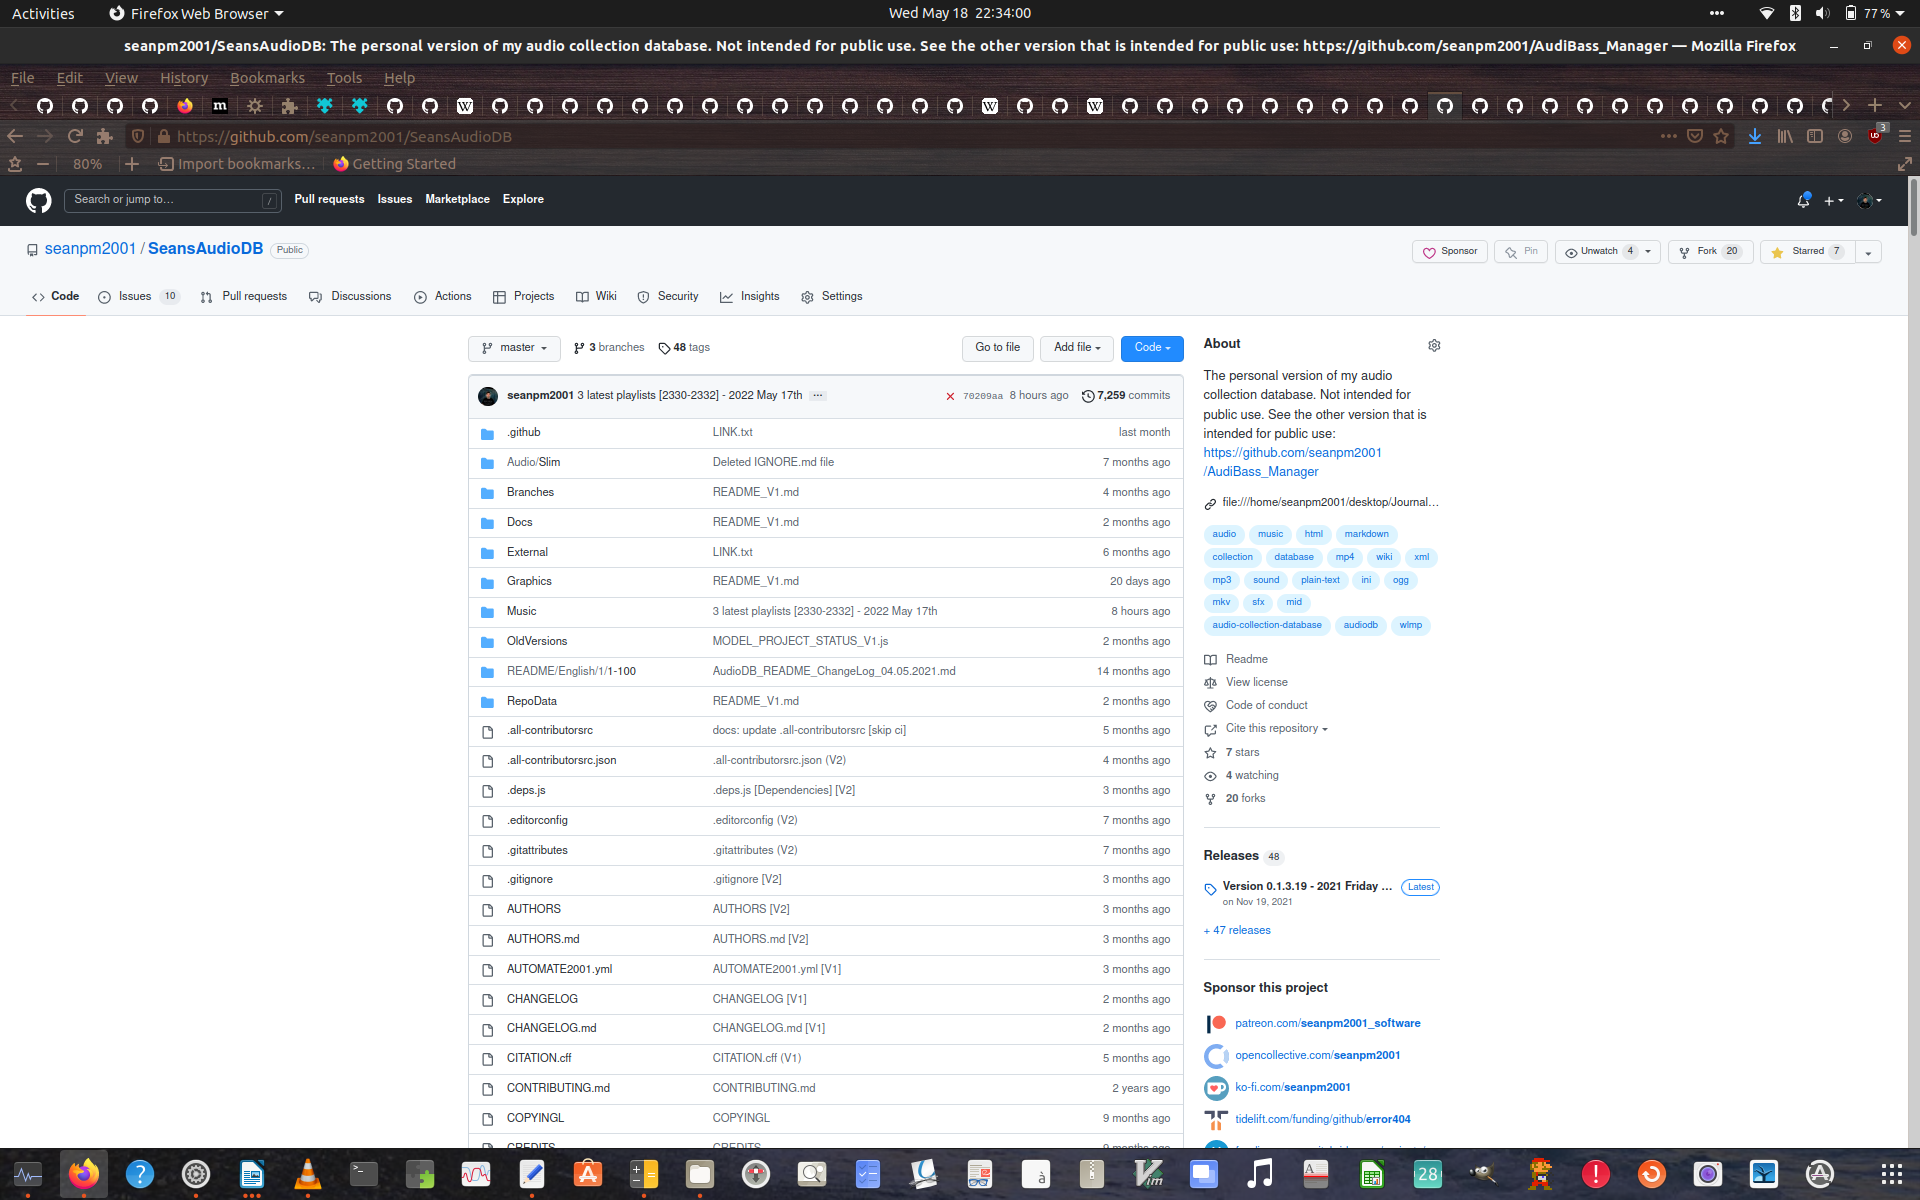 Activities
Firefox Web Browser
Wed May 18 22:34:00
77 %
seanpm2001/SeansAudioDB: The personal version of my audio collection database. Not intended for public use. See the other version that is intended for public use: https://github.com/seanpm2001/AudiBass_Manager — Mozilla Firefox
File Edit View History Bookmarks Tools Help
https://github.com/seanpm2001/SeansAudioDB
3
80%
Import bookmarks...
Getting Started
Search or jump to...
/
Pull requests Issues Marketplace Explore
seanpm2001 / SeansAudioDB Public
Sponsor
Pin
Unwatch 4
Fork 20
Starred 7
Code
Issues 10
Pull requests
Discussions
Actions
Projects
Wiki
Security
Insights
Settings
master
3 branches
48 tags
Go to file
Add file
Code
seanpm2001 3 latest playlists [2330-2332] - 2022 May 17th ... 70209aa 8 hours ago 7,259 commits
.github LINK.txt last month
Audio/Slim Deleted IGNORE.md file 7 months ago
Branches README_V1.md 4 months ago
Docs README_V1.md 2 months ago
External LINK.txt 6 months ago
Graphics README_V1.md 20 days ago
Music 3 latest playlists [2330-2332] - 2022 May 17th 8 hours ago
OldVersions MODEL_PROJECT_STATUS_V1.js 2 months ago
README/English/1/1-100 AudioDB_README_ChangeLog_04.05.2021.md 14 months ago
RepoData README_V1.md 2 months ago
.all-contributorsrc docs: update .all-contributorsrc [skip ci] 5 months ago
.all-contributorsrc.json .all-contributorsrc.json (V2) 4 months ago
.deps.js .deps.js [Dependencies] [V2] 3 months ago
.editorconfig .editorconfig (V2) 7 months ago
.gitattributes .gitattributes (V2) 7 months ago
.gitignore .gitignore [V2] 3 months ago
AUTHORS AUTHORS [V2] 3 months ago
AUTHORS.md AUTHORS.md [V2] 3 months ago
AUTOMATE2001.yml AUTOMATE2001.yml [V1] 3 months ago
CHANGELOG CHANGELOG [V1] 2 months ago
CHANGELOG.md CHANGELOG.md [V1] 2 months ago
CITATION.cff CITATION.cff (V1) 5 months ago
CONTRIBUTING.md CONTRIBUTING.md 2 years ago
COPYINGL COPYINGL 9 months ago
CREDITS CREDITS 9 months ago
About
The personal version of my audio
collection database. Not intended for
public use. See the other version that is
intended for public use:
https://github.com/seanpm2001
/AudiBass_Manager
file:///home/seanpm2001/desktop/Journal...
audio music html markdown
collection database mp4 wiki xml
mp3 sound plain-text ini ogg
mkv sfx mid
audio-collection-database audiodb wlmp
Readme
View license
Code of conduct
Cite this repository
7 stars
4 watching
20 forks
Releases 48
Version 0.1.3.19 - 2021 Friday ... Latest
on Nov 19, 2021
+ 47 releases
Sponsor this project
patreon.com/seanpm2001_software
opencollective.com/seanpm2001
ko-fi.com/seanpm2001
tidelift.com/funding/github/error404
28